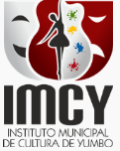 IMCY
INSTITUTO MUNICIPAL
DE CULTURA DE YUMBO